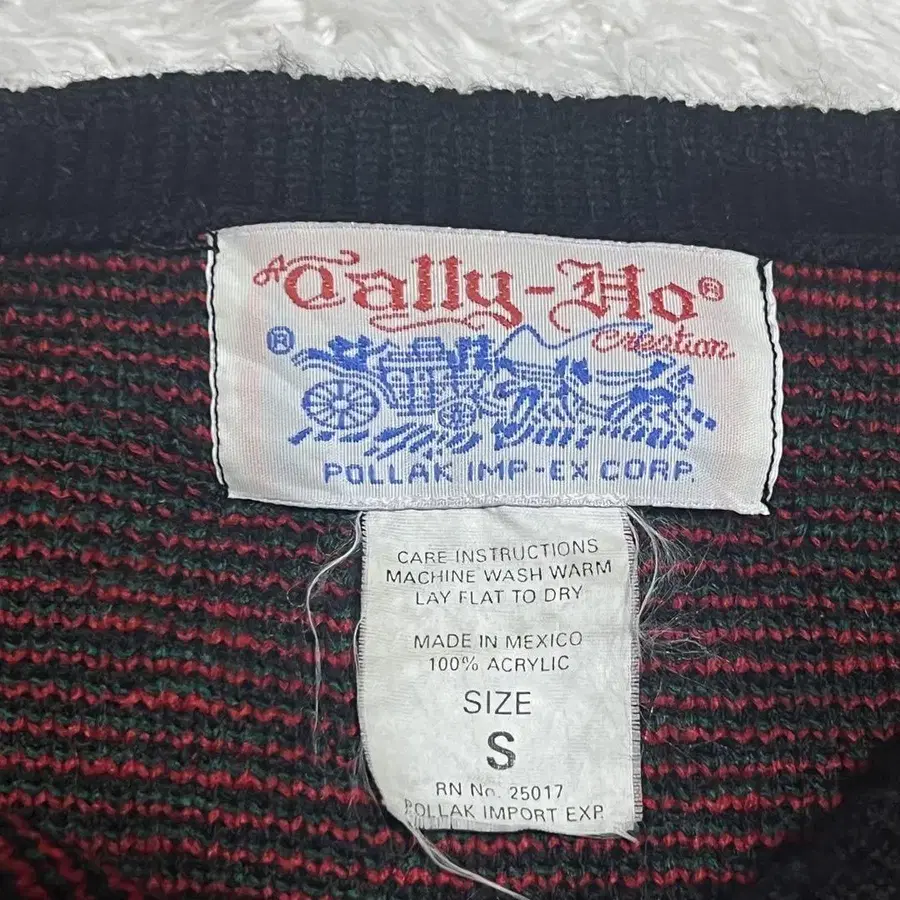 A Tally-Ho®
Creation
®
POLLAK IMP-EX CORP.
CARE INSTRUCTIONS
MACHINE WASH WARM
LAY FLAT TO DRY
MADE IN MEXICO
100% ACRYLIC
SIZE
S
RN No. 25017
POLLAK IMPORT EXP.